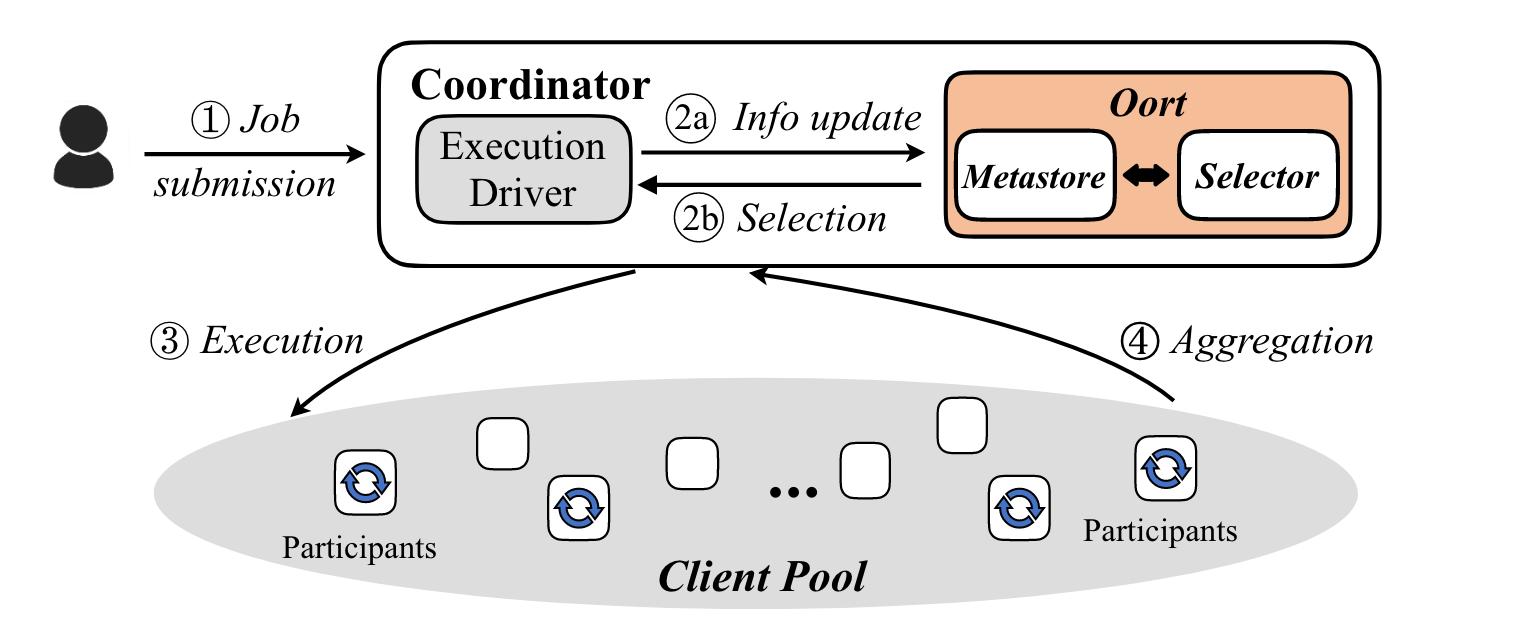 Coordinator
① Job
submission
Execution
Driver
2a Info update
2b Selection
Oort
Metastore
Selector
③ Execution
④ Aggregation
...
Participants
Participants
Client Pool